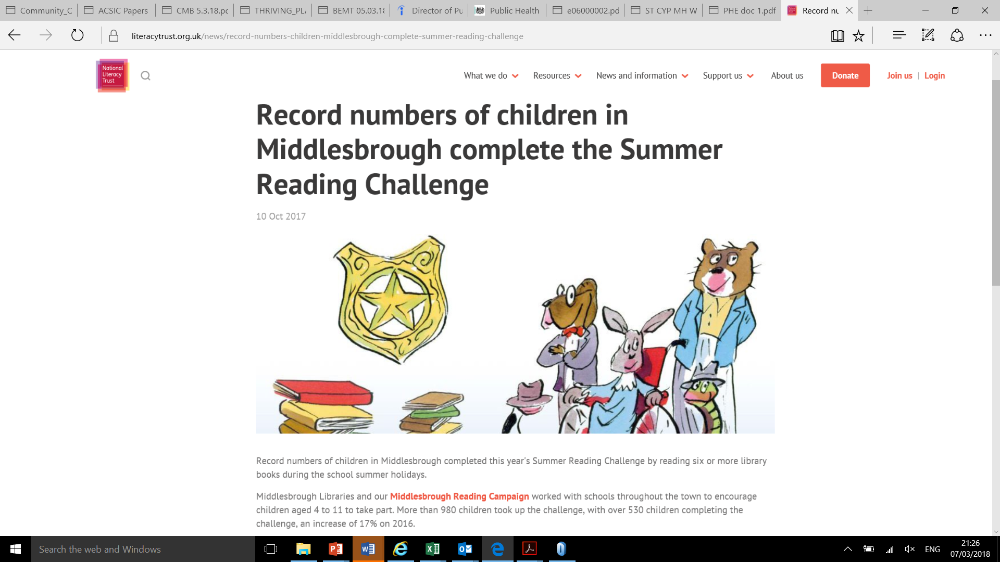 Community_C
ACSIC Papers
CMB 5.3.18.pd
THRIVING_PLA
BEMT 05.03.18
Director of Pu
Public Health
e06000002.pd
ST CYP MH W
PHE doc 1.pdf
Record nu
literacytrust.org.uk/news/record-numbers-children-middlesbrough-complete-summer-reading-challenge
National
Literacy
Trust
What we do
Resources
News and information
Support us
About us
Donate
Join us | Login
Record numbers of children in
Middlesbrough complete the Summer
Reading Challenge
10 Oct 2017
Record numbers of children in Middlesbrough completed this year's Summer Reading Challenge by reading six or more library
books during the school summer holidays.
Middlesbrough Libraries and our Middlesbrough Reading Campaign worked with schools throughout the town to encourage
children aged 4 to 11 to take part. More than 980 children took up the challenge, with over 530 children completing the
challenge, an increase of 17% on 2016.
Search the web and Windows
ENG
21:26
07/03/2018